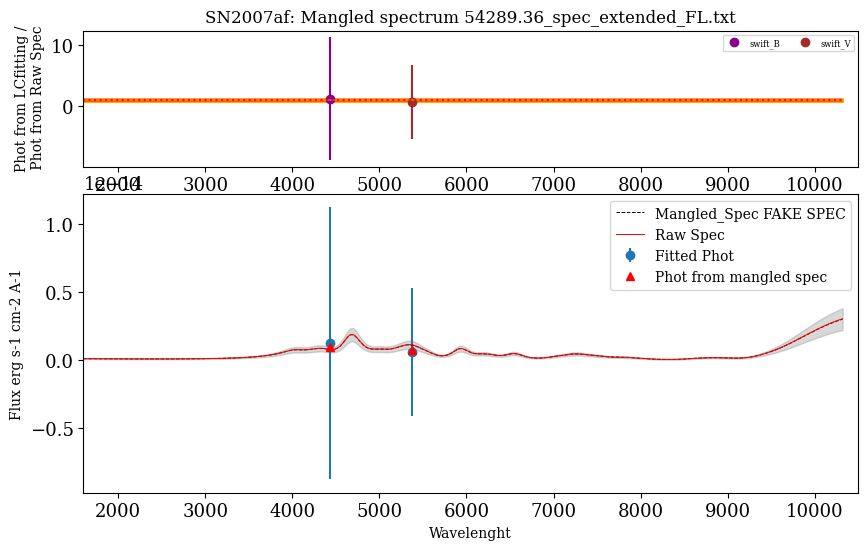 SN2007af: Mangled spectrum 54289.36_spec_extended_FL.txt
Phot from LCfitting /
Phot from Raw Spec
10
0
swift_B
swift_V
2000 3000 4000 5000 6000 7000 8000 9000 10000
1e−14
Flux erg s-1 cm-2 A-1
1.0
0.5
0.0
−0.5
Mangled_Spec FAKE SPEC
Raw Spec
Fitted Phot
Phot from mangled spec
2000 3000 4000 5000 6000 7000 8000 9000 10000
Wavelenght